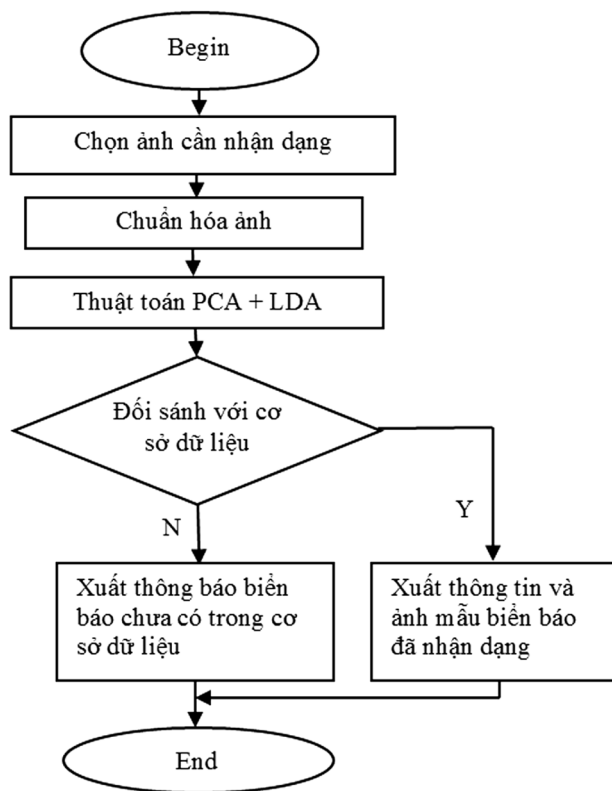 Begin
Chọn ảnh cần nhận dạng
Chuẩn hóa ảnh
Thuật toán PCA + LDA
Đối sánh với cơ
sở dữ liệu
N
Y
Xuất thông báo biển
báo chưa có trong cơ
sở dữ liệu
Xuất thông tin và
ảnh mẫu biển báo
đã nhận dạng
End